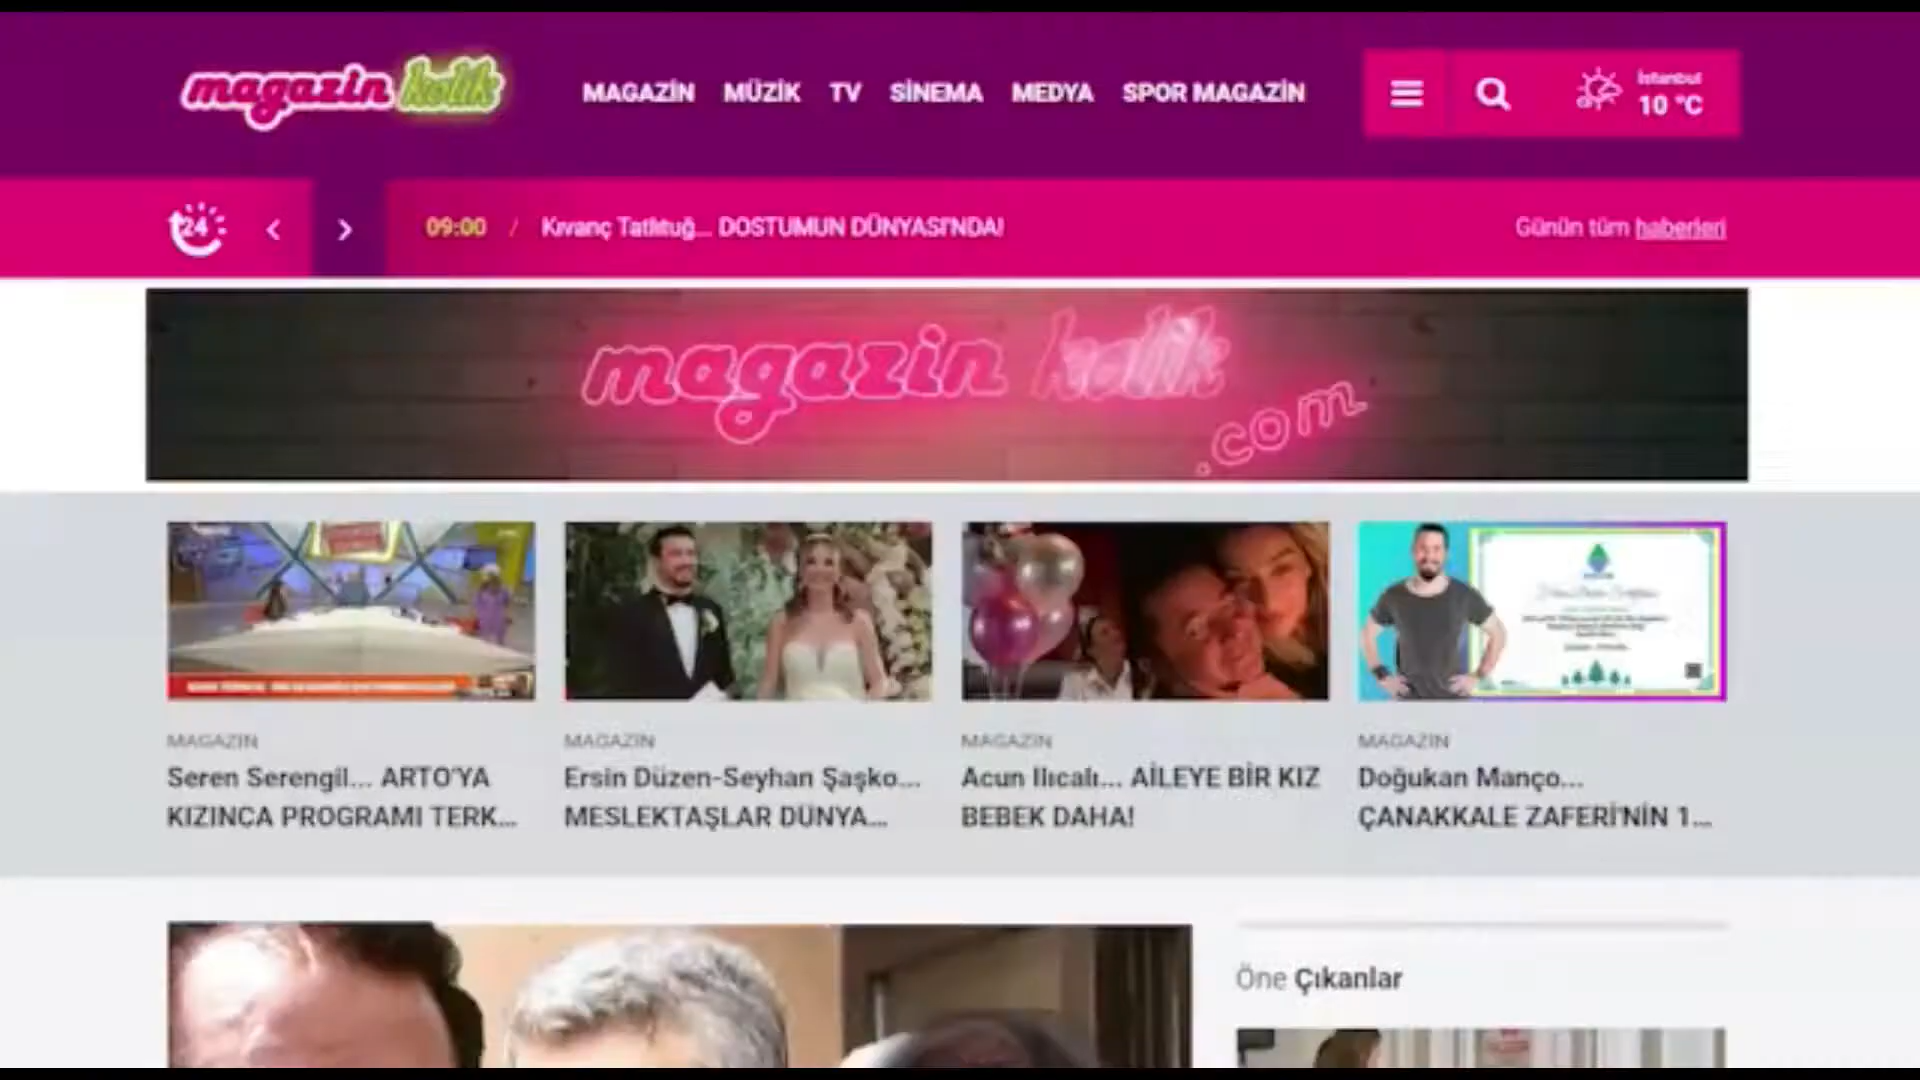 magazin kolik
MAGAZİN MÜZİK TV SİNEMA MEDYA SPOR MAGAZİN
İstanbul
10 °C
24
09:00 / Kıvanç Tatlıtuğ... DOSTUMUN DÜNYASI'NDA!
Günün tüm haberleri
magazin kolik
.com
MAGAZİN
Seren Serengil... ARTO'YA
KIZINCA PROGRAMI TERK...
MAGAZİN
Ersin Düzen-Seyhan Şaşko...
MESLEKTAŞLAR DÜNYA...
MAGAZİN
Acun Ilıcalı... AİLEYE BİR KIZ
BEBEK DAHA!
MAGAZİN
Doğukan Manço...
ÇANAKKALE ZAFERİ'NİN 1...
Öne Çıkanlar